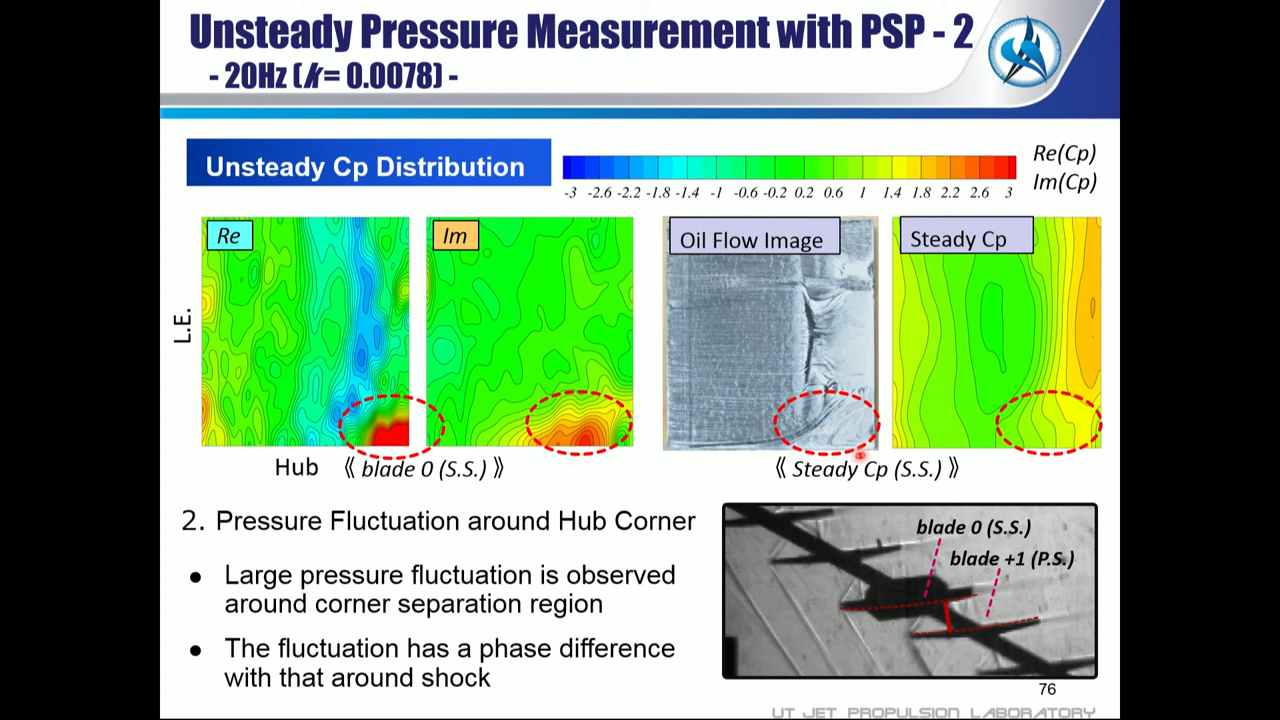 Unsteady Pressure Measurement with PSP - 2
- 20Hz (k = 0.0078) -
Unsteady Cp Distribution
Re(Cp)
Im(Cp)
-3 -2.6 -2.2 -1.8 -1.4 -1 -0.6 -0.2 0.2 0.6 1 1.4 1.8 2.2 2.6 3
Re
Im
Oil Flow Image
Steady Cp
L.E.
Hub 《 blade 0 (S.S.) 》
《 Steady Cp (S.S.) 》
2. Pressure Fluctuation around Hub Corner
● Large pressure fluctuation is observed
around corner separation region
● The fluctuation has a phase difference
with that around shock
blade 0 (S.S.)
blade +1 (P.S.)
76
UT JET PROPULSION LABORATORY